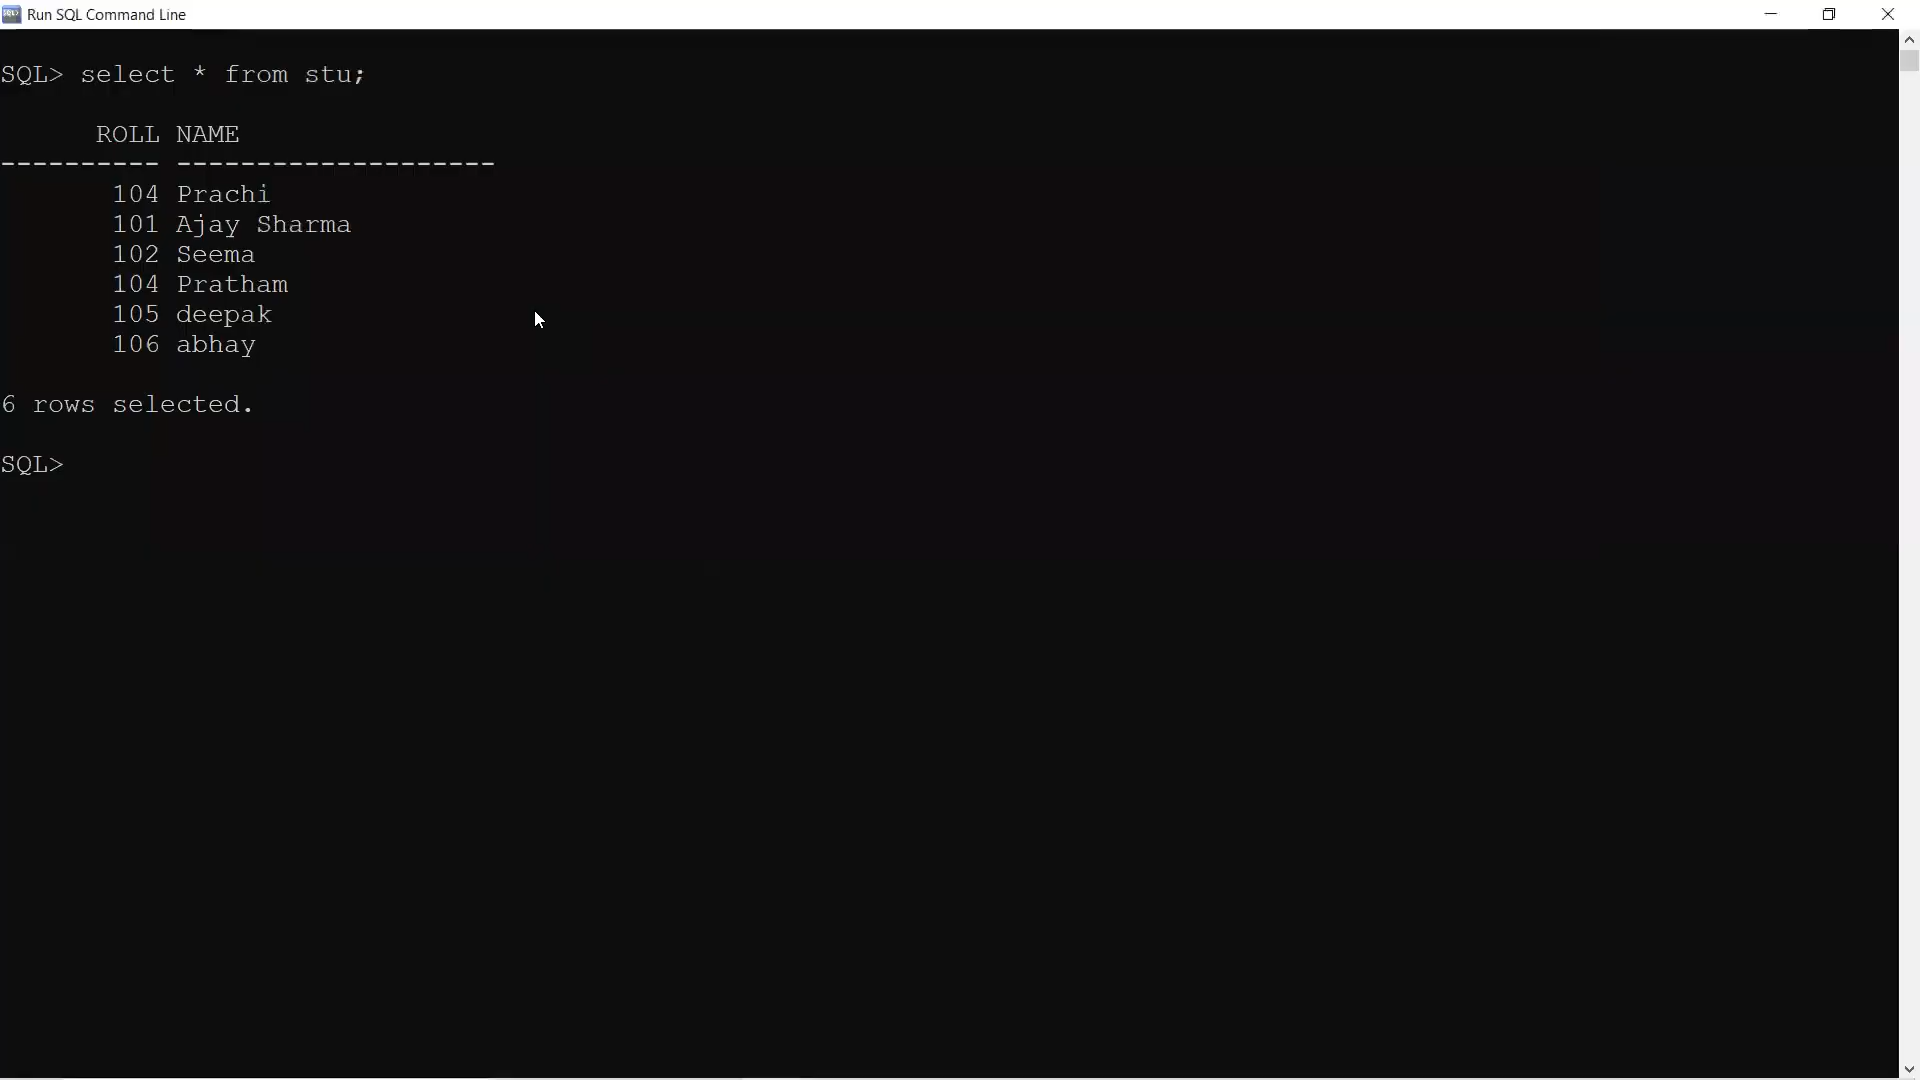 Run SQL Command Line
SQL> select * from stu;
ROLL NAME
---------- --------------------
104 Prachi
101 Ajay Sharma
102 Seema
104 Pratham
105 deepak
106 abhay
6 rows selected.
SQL>